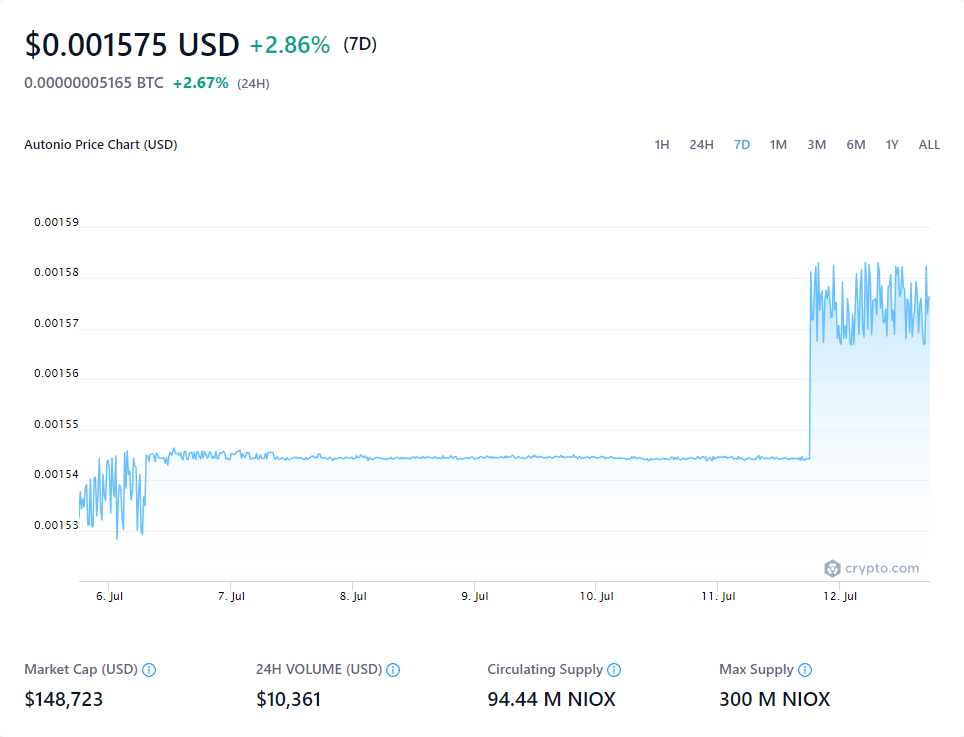 $0.001575 USD +2.86% (7D)
0.00000005165 BTC +2.67% (24H)
Autonio Price Chart (USD) 1H 24H 7D 1M 3M 6M 1Y ALL
0.00159
0.00158
0.00157
0.00156
0.00155
0.00154
0.00153
crypto.com
6. Jul 7. Jul 8. Jul 9. Jul 10. Jul 11. Jul 12. Jul
Market Cap (USD) 24H VOLUME (USD) Circulating Supply Max Supply
$148,723 $10,361 94.44 M NIOX 300 M NIOX